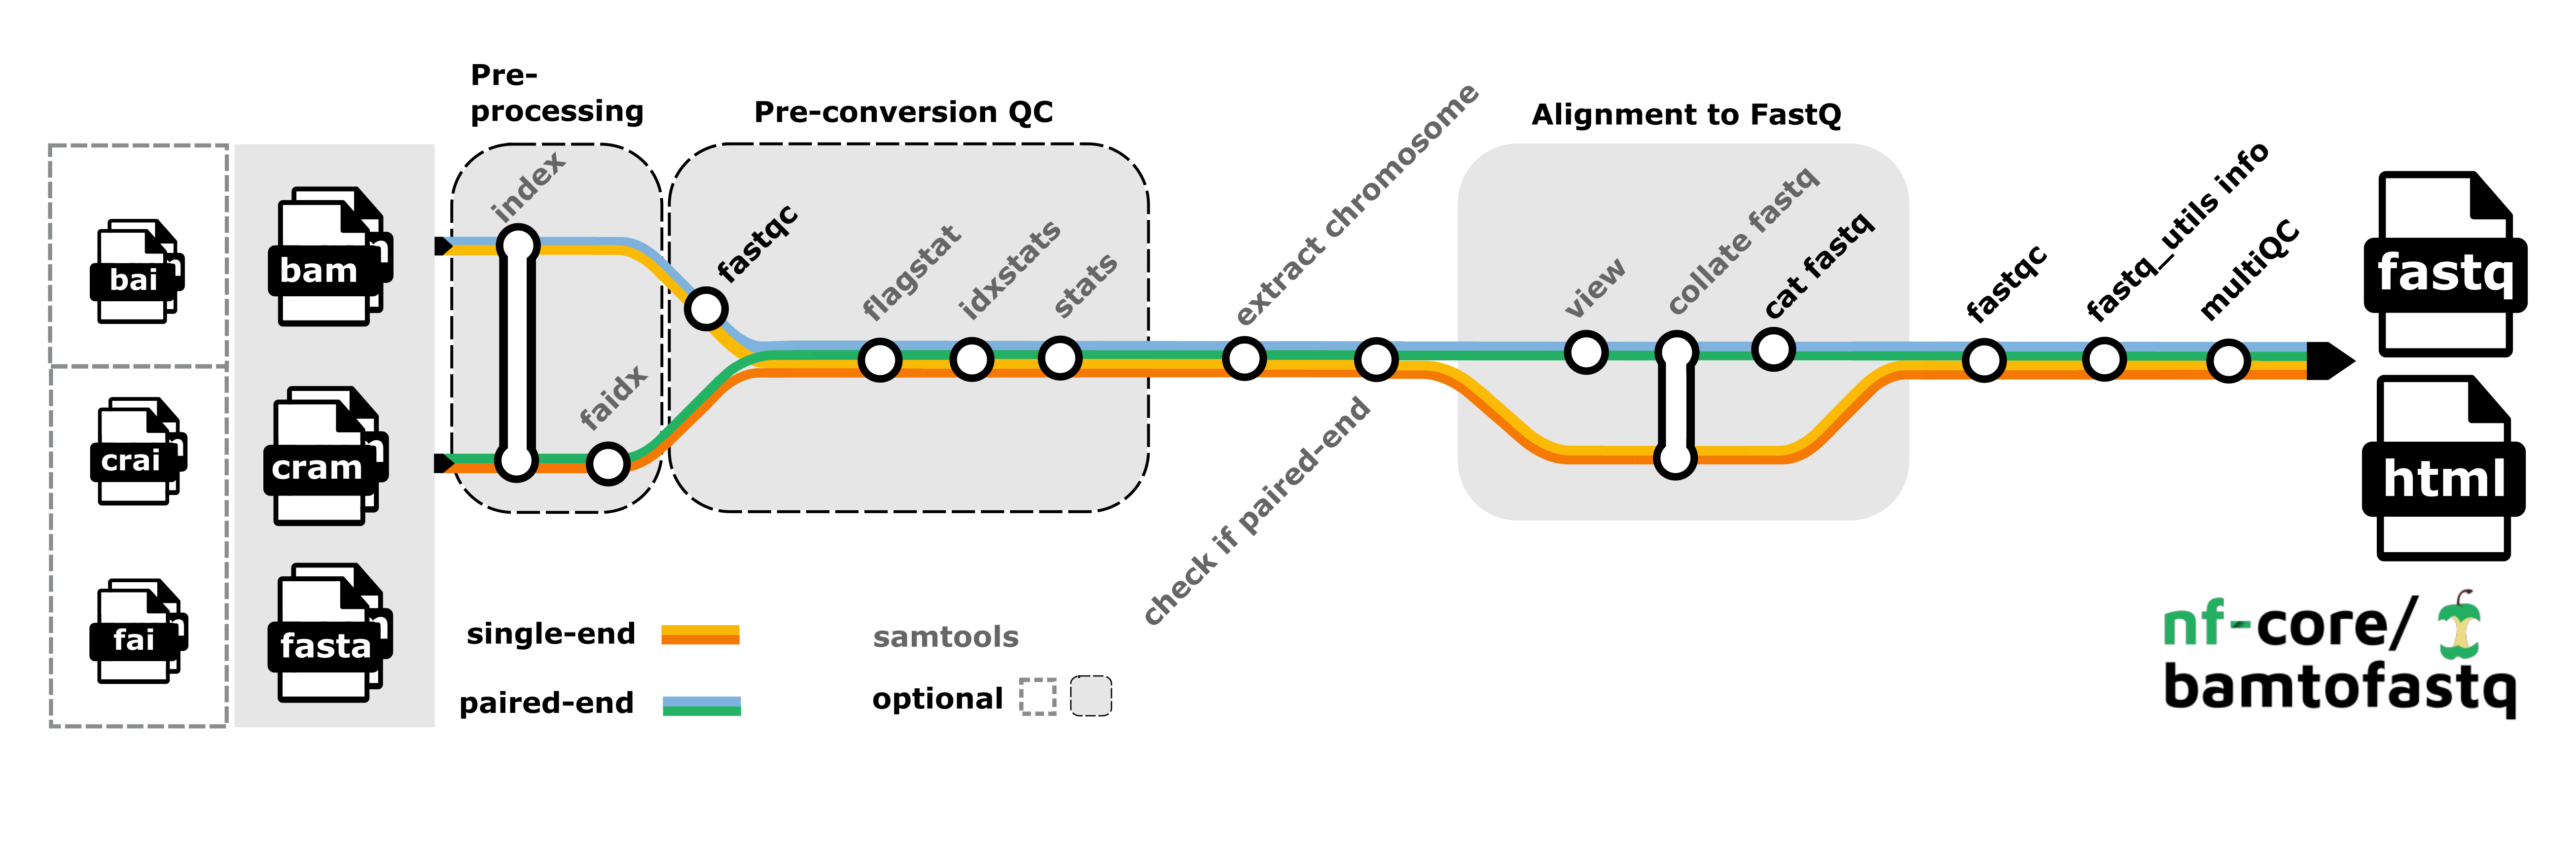 Pre-
processing
Pre-conversion QC
Alignment to FastQ
bai
crai
fai
bam
cram
fasta
index
faidx
fastqc
flagstat
idxstats
stats
extract chromosome
check if paired-end
view
collate fastq
cat fastq
fastqc
fastq_utils info
multiQC
fastq
html
single-end
paired-end
samtools
optional
nf-core/
bamtofastq